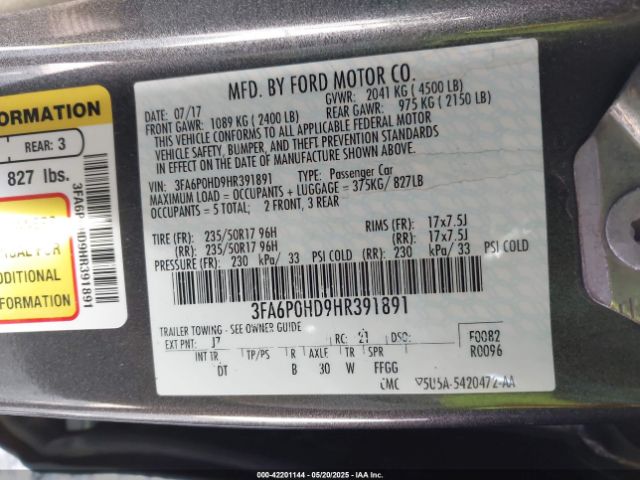 ORMATION
REAR: 3
827 lbs.
3FA6P0HD9HR391891
NUAL FOR
ADDITIONAL
FORMATION
MFD. BY FORD MOTOR CO.
DATE: 07/17 GVWR: 2041 KG ( 4500 LB)
FRONT GAWR: 1089 KG ( 2400 LB) REAR GAWR: 975 KG ( 2150 LB)
THIS VEHICLE CONFORMS TO ALL APPLICABLE FEDERAL MOTOR
VEHICLE SAFETY, BUMPER, AND THEFT PREVENTION STANDARDS
IN EFFECT ON THE DATE OF MANUFACTURE SHOWN ABOVE.
VIN: 3FA6P0HD9HR391891 TYPE: Passenger Car
MAXIMUM LOAD = OCCUPANTS + LUGGAGE = 375KG/ 827LB
OCCUPANTS = 5 TOTAL; 2 FRONT, 3 REAR
TIRE (FR): 235/50R17 96H RIMS (FR): 17x7.5J
(RR): 235/50R17 96H (RR): 17x7.5J
PRESSURE (FR): 230 kPa/ 33 PSI COLD (RR): 230 kPa/ 33 PSI COLD
3FA6P0HD9HR391891
TRAILER TOWING - SEE OWNER GUIDE
EXT PNT: J7 RC: 21 DSO: F0082
INT TR TP/PS R AXLE TR SPR R0096
DT B 30 W FFGG
CMC 5U5A-5420472-AA
000-42201144 — 05/20/2025 — IAA Inc.